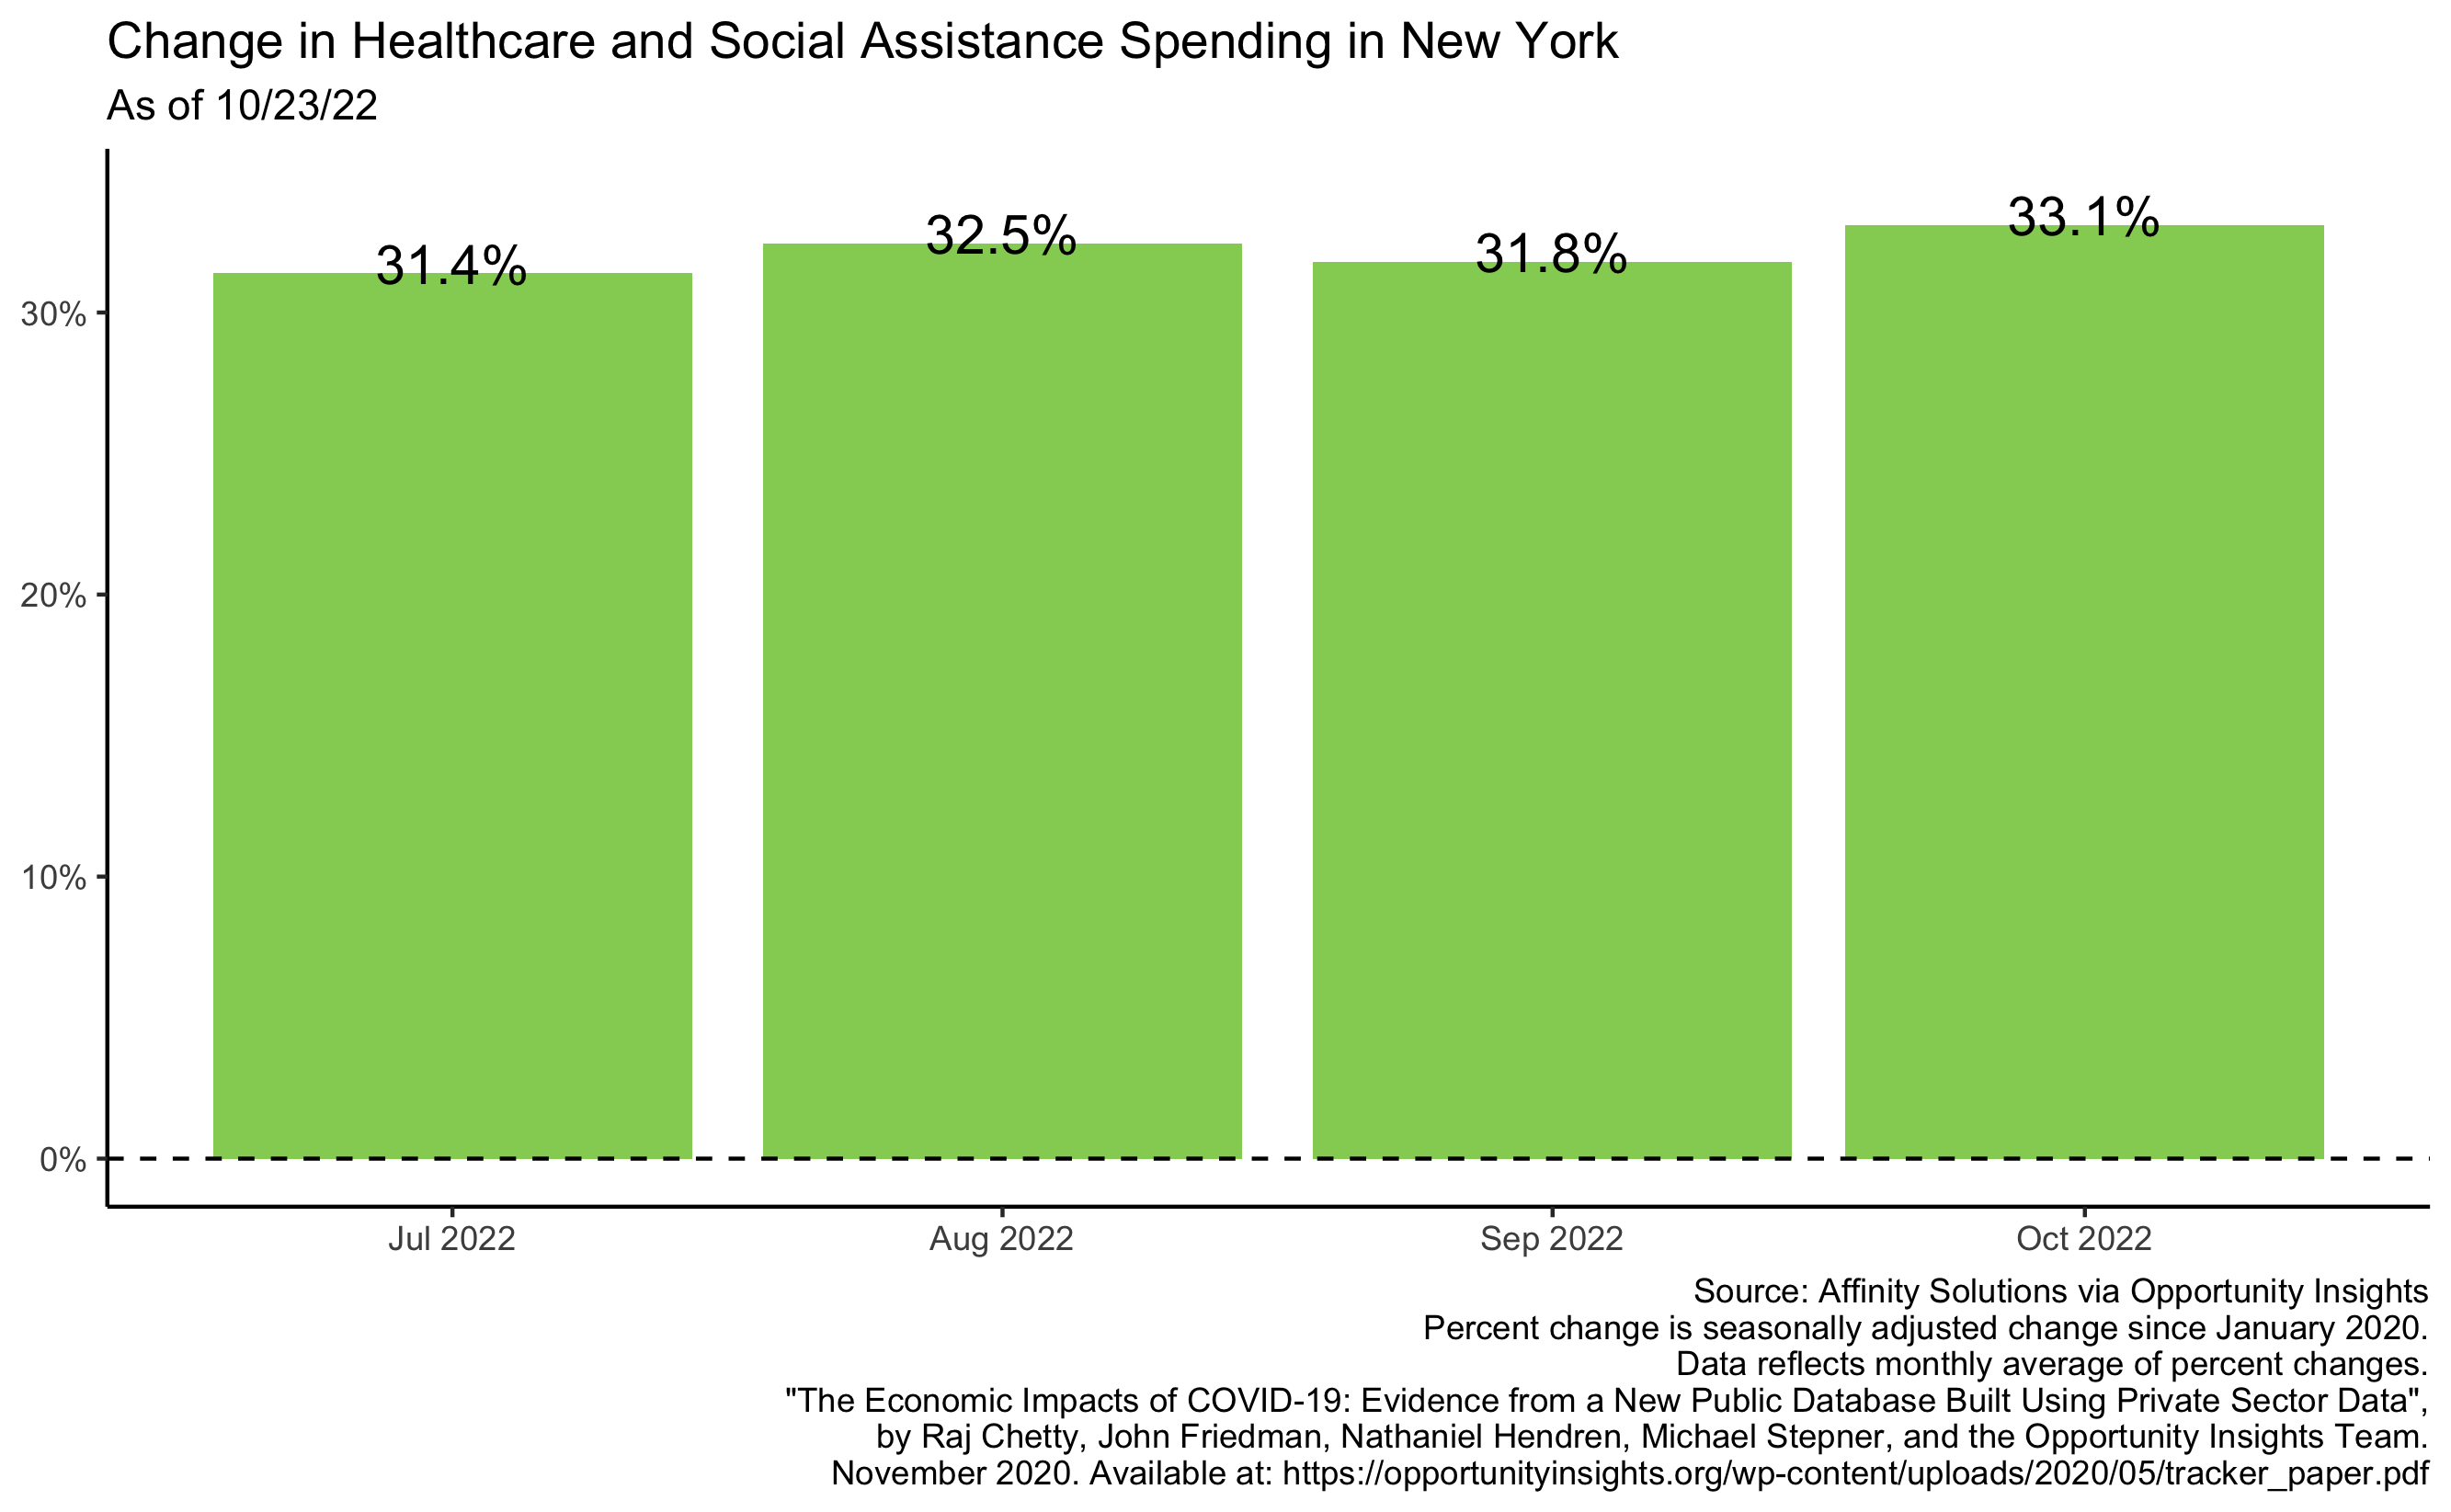 Change in Healthcare and Social Assistance Spending in New York
As of 10/23/22
31.4%
32.5%
31.8%
33.1%
30%
20%
10%
0%
Jul 2022
Aug 2022
Sep 2022
Oct 2022
Source: Affinity Solutions via Opportunity Insights
Percent change is seasonally adjusted change since January 2020.
Data reflects monthly average of percent changes.
"The Economic Impacts of COVID-19: Evidence from a New Public Database Built Using Private Sector Data",
by Raj Chetty, John Friedman, Nathaniel Hendren, Michael Stepner, and the Opportunity Insights Team.
November 2020. Available at: https://opportunityinsights.org/wp-content/uploads/2020/05/tracker_paper.pdf